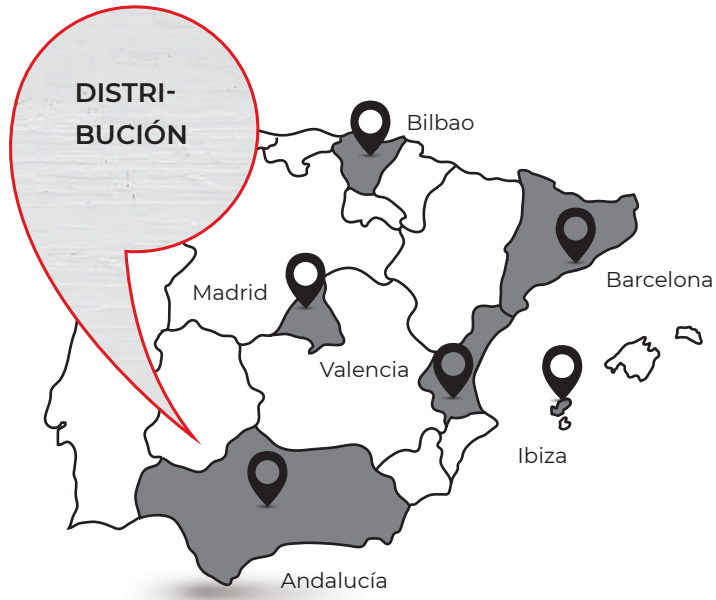 DISTRI-
BUCIÓN
Bilbao
Barcelona
Madrid
Valencia
Ibiza
Andalucía